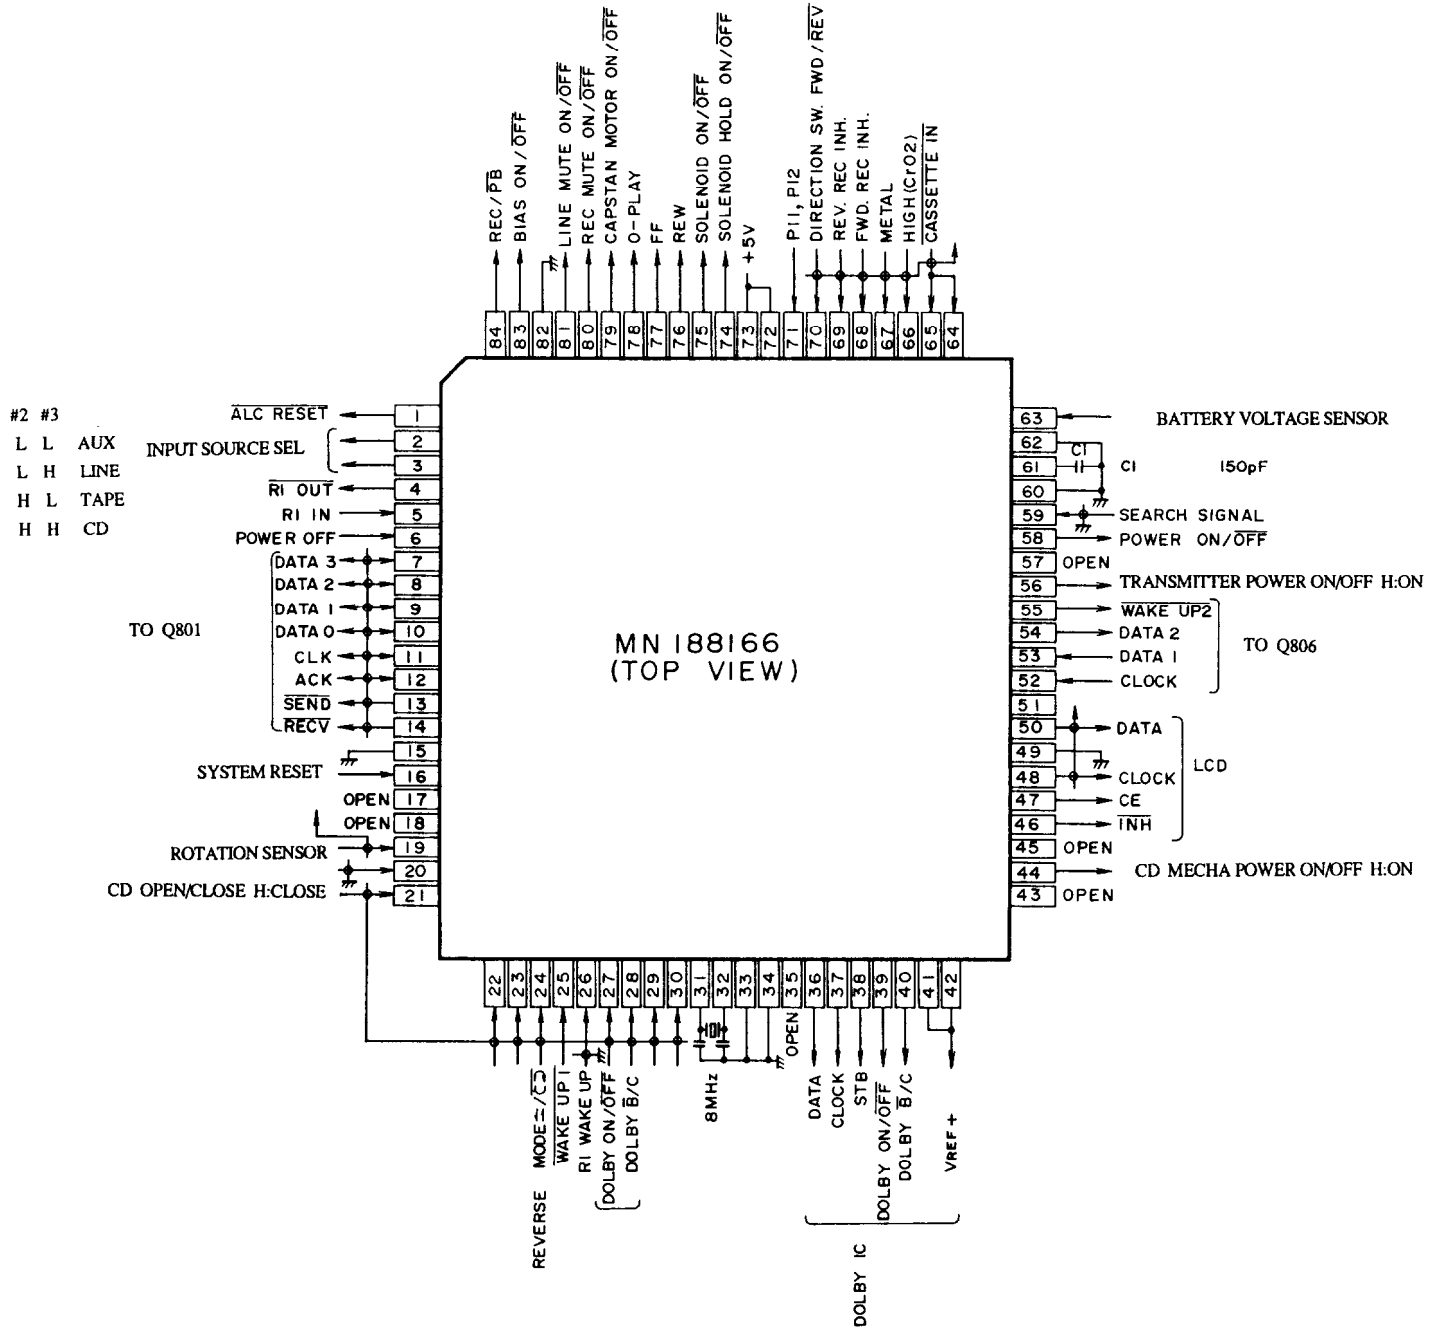 REC/PB
BIAS ON/OFF
LINE MUTE ON/OFF
REC MUTE ON/OFF
CAPSTAN MOTOR ON/OFF
O-PLAY
FF
REW
SOLENOID ON/OFF
SOLENOID HOLD ON/OFF
+5V
P11, P12
DIRECTION SW. FWD/REV
REV. REC INH.
FWD. REC INH.
METAL
HIGH(CrO2)
CASSETTE IN
84 83 82 81 80 79 78 77 76 75 74 73 72 71 70 69 68 67 66 65 64
#2 #3
L L AUX
L H LINE
H L TAPE
H H CD
ALC RESET 1
INPUT SOURCE SEL 2
3
RI OUT 4
RI IN 5
POWER OFF 6
DATA 3 7
DATA 2 8
DATA 1 9
DATA 0 10
TO Q801
CLK 11
ACK 12
SEND 13
RECV 14
15
SYSTEM RESET 16
OPEN 17
OPEN 18
ROTATION SENSOR 19
20
CD OPEN/CLOSE H:CLOSE 21
MN188166
(TOP VIEW)
63 BATTERY VOLTAGE SENSOR
62
C1
61 C1 150pF
60
59 SEARCH SIGNAL
58 POWER ON/OFF
57 OPEN
56 TRANSMITTER POWER ON/OFF H:ON
55 WAKE UP2
54 DATA 2
TO Q806
53 DATA 1
52 CLOCK
51
50 DATA
49
LCD
48 CLOCK
47 CE
46 INH
45 OPEN
44 CD MECHA POWER ON/OFF H:ON
43 OPEN
22 23 24 25 26 27 28 29 30 31 32 33 34 35 36 37 38 39 40 41 42
REVERSE MODE⇄/CD
WAKE UP 1
RI WAKE UP
DOLBY ON/OFF
DOLBY B/C
8MHz
OPEN
DATA
CLOCK
STB
DOLBY ON/OFF
DOLBY B/C
VREF+
DOLBY IC